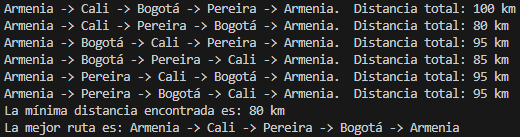 Armenia -> Cali -> Bogotá -> Pereira -> Armenia.  Distancia total: 100 km
Armenia -> Cali -> Pereira -> Bogotá -> Armenia.  Distancia total: 80 km
Armenia -> Bogotá -> Cali -> Pereira -> Armenia.  Distancia total: 95 km
Armenia -> Bogotá -> Pereira -> Cali -> Armenia.  Distancia total: 85 km
Armenia -> Pereira -> Cali -> Bogotá -> Armenia.  Distancia total: 95 km
Armenia -> Pereira -> Bogotá -> Cali -> Armenia.  Distancia total: 95 km
La mínima distancia encontrada es: 80 km
La mejor ruta es: Armenia -> Cali -> Pereira -> Bogotá -> Armenia